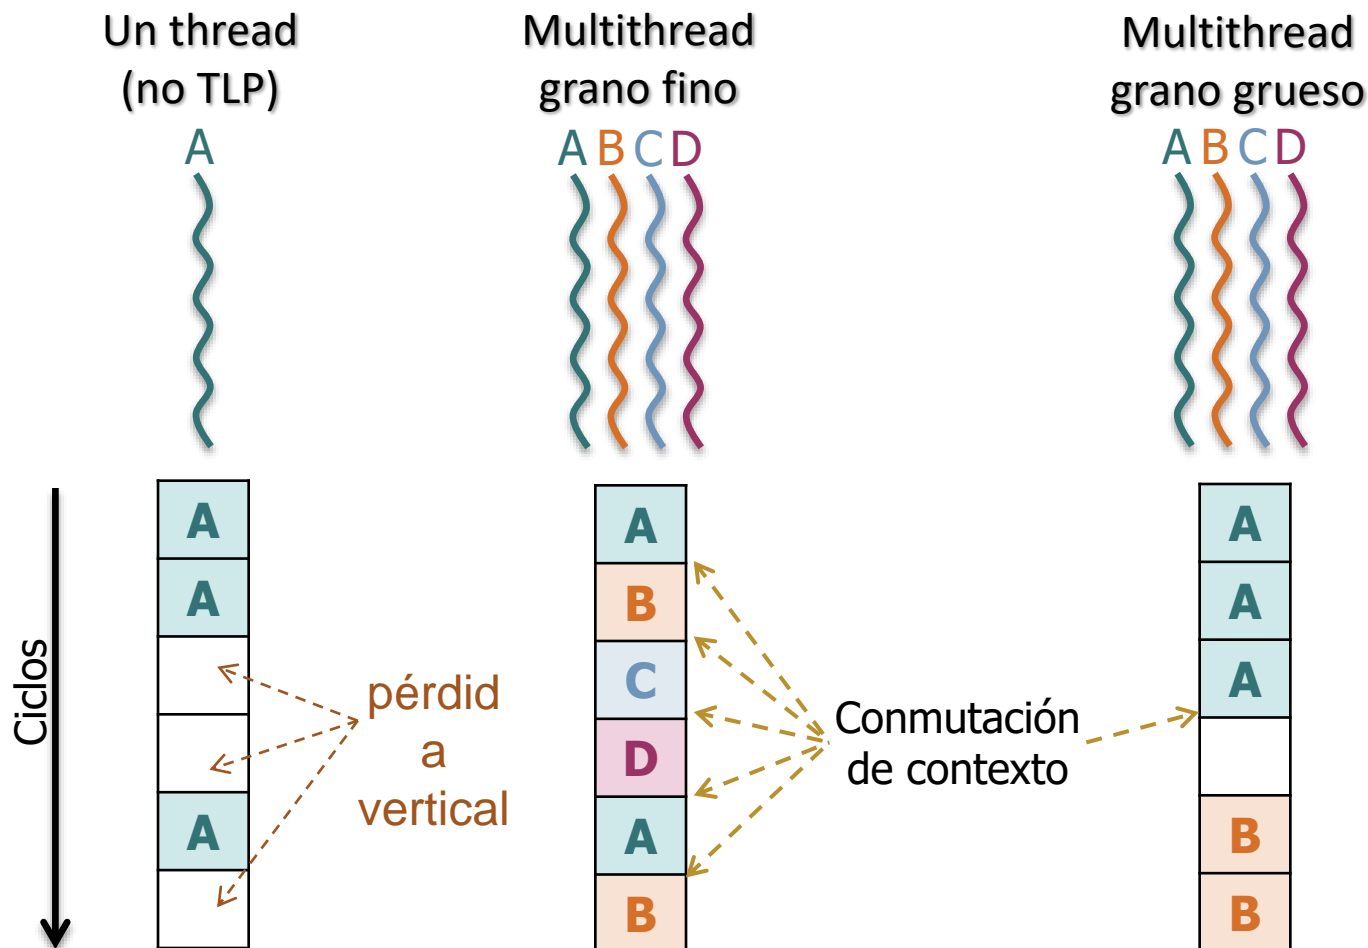 Un thread
(no TLP)
A
Multithread
grano fino
A B C D
Multithread
grano grueso
A B C D
Ciclos
A
A
A
pérdid
a
vertical
A
B
C
D
A
B
Conmutación
de contexto
A
A
A
B
B